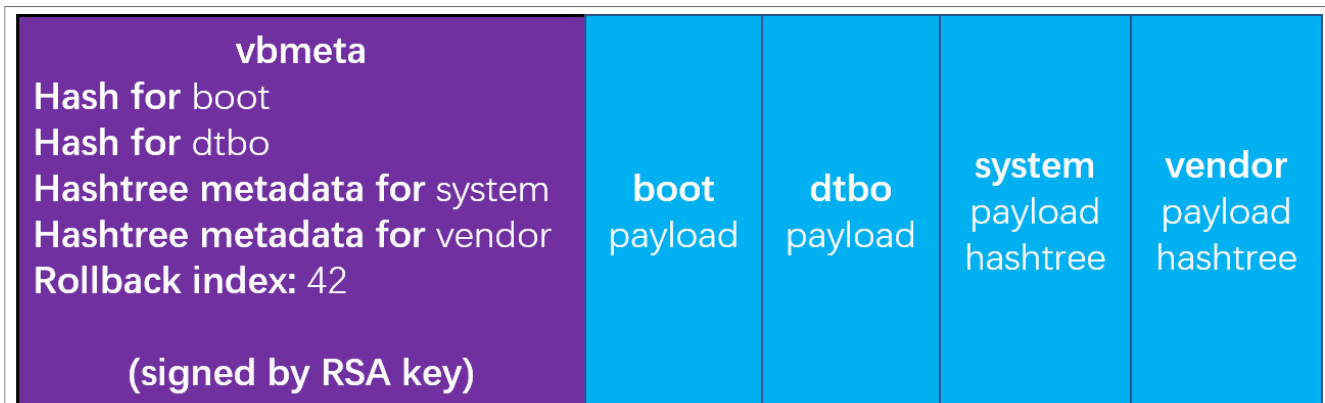 vbmeta
Hash for boot
Hash for dtbo
Hashtree metadata for system
Hashtree metadata for vendor
Rollback index: 42
(signed by RSA key)
boot
payload
dtbo
payload
system
payload
hashtree
vendor
payload
hashtree